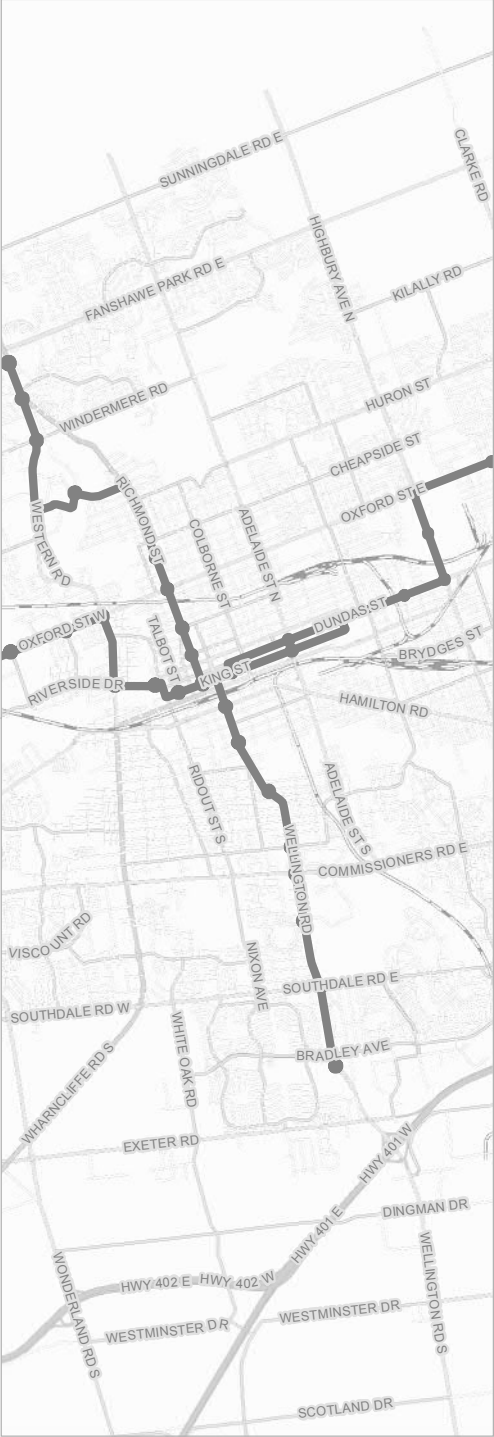 SUNNINGDALE RD E
CLARKE RD
HIGHBURY AVE N
FANSHAWE PARK RD E
KILALLY RD
WINDERMERE RD
HURON ST
CHEAPSIDE ST
OXFORD ST E
RICHMOND ST
WESTERN RD
COLBORNE ST
ADELAIDE ST N
OXFORD ST W
TALBOT ST
DUNDAS ST
BRYDGES ST
KING ST
RIVERSIDE DR
HAMILTON RD
RIDOUT ST S
ADELAIDE ST S
WELLINGTON RD
COMMISSIONERS RD E
VISCOUNT RD
NIXON AVE
SOUTHDALE RD E
SOUTHDALE RD W
WHITE OAK RD
BRADLEY AVE
WHARNCLIFFE RD S
EXETER RD
HWY 401 W
HWY 401 E
DINGMAN DR
WELLINGTON RD S
WONDERLAND RD S
HWY 402 E
HWY 402 W
WESTMINSTER DR
WESTMINSTER DR
SCOTLAND DR